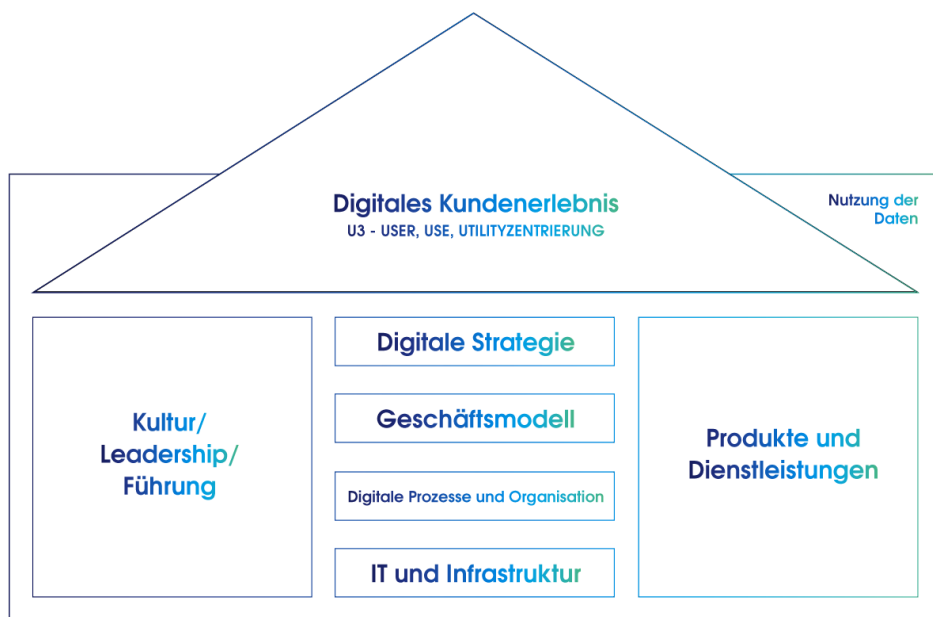 Digitales Kundenerlebnis
U3 - USER, USE, UTILITYZENTRIERUNG
Nutzung der
Daten
Kultur/
Leadership/
Führung
Digitale Strategie
Geschäftsmodell
Digitale Prozesse und Organisation
IT und Infrastruktur
Produkte und
Dienstleistungen